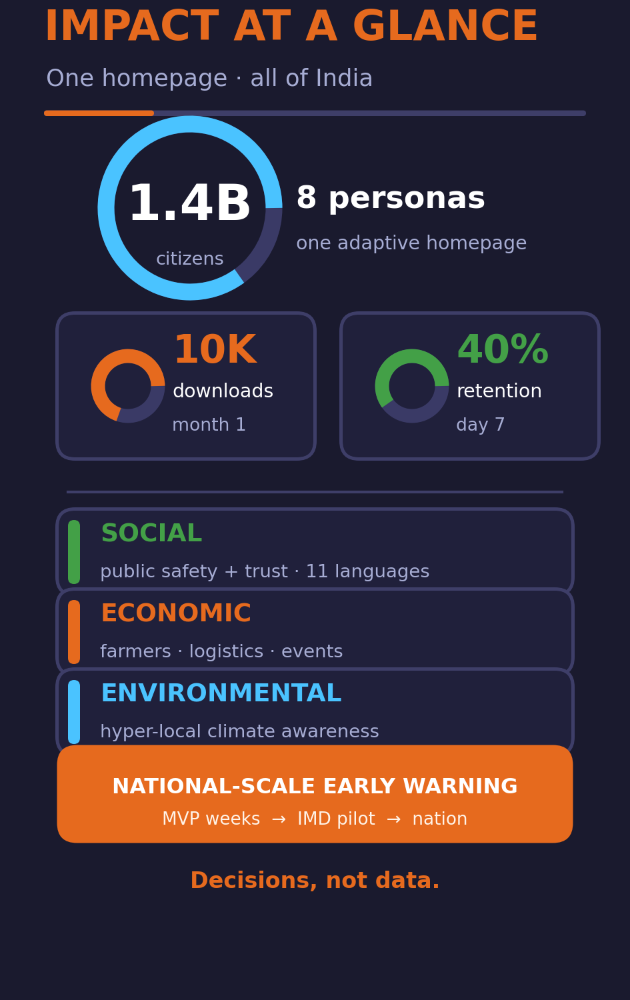 IMPACT AT A GLANCE
One homepage · all of India
1.4B
citizens
8 personas
one adaptive homepage
10K
downloads
month 1
40%
retention
day 7
SOCIAL
public safety + trust · 11 languages
ECONOMIC
farmers · logistics · events
ENVIRONMENTAL
hyper-local climate awareness
NATIONAL-SCALE EARLY WARNING
MVP weeks → IMD pilot → nation
Decisions, not data.